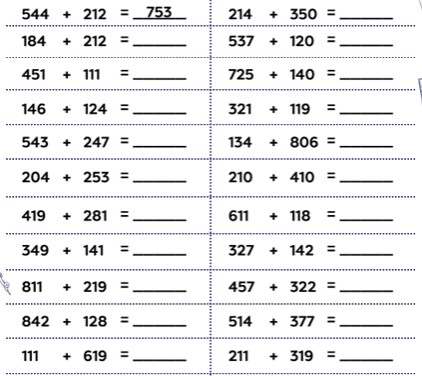 544 + 212 = 753 214 + 350 = ______
184 + 212 = ______ 537 + 120 = ______
451 + 111 = ______ 725 + 140 = ______
146 + 124 = ______ 321 + 119 = ______
543 + 247 = ______ 134 + 806 = ______
204 + 253 = ______ 210 + 410 = ______
419 + 281 = ______ 611 + 118 = ______
349 + 141 = ______ 327 + 142 = ______
811 + 219 = ______ 457 + 322 = ______
842 + 128 = ______ 514 + 377 = ______
111 + 619 = ______ 211 + 319 = ______